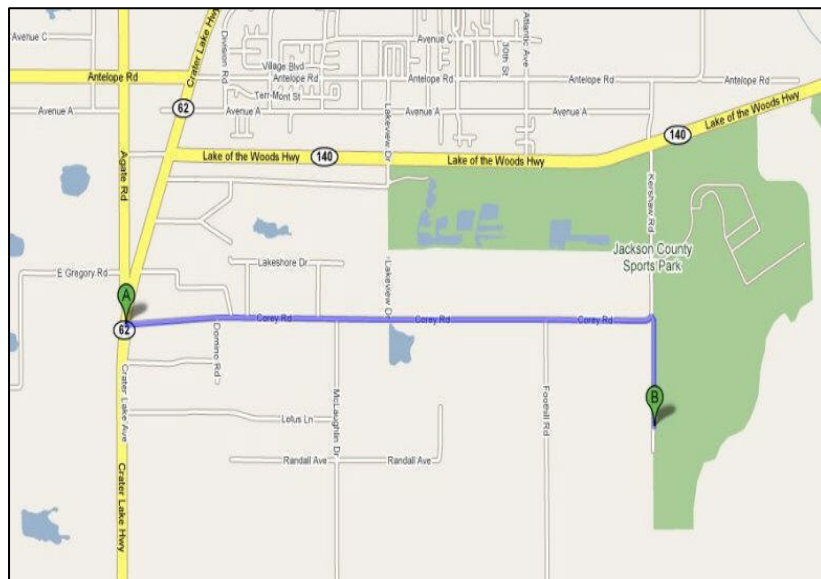 Avenue C
Crater Lake Hwy
Division Rd
Village Blvd
Avenue C
30th St
Atlantic Ave
Antelope Rd
Antelope Rd
Antelope Rd
Antelope Rd
Antelope Rd
Terr-Mont St
62
Avenue A
Avenue A
Avenue A
Avenue A
Lakeview Dr
Lake of the Woods Hwy
140
Lake of the Woods Hwy
140
Lake of the Woods Hwy
Agate Rd
Kershaw Rd
Jackson County
Sports Park
E Gregory Rd
Lakeshore Dr
Lakeview Dr
A
62
Corey Rd
Corey Rd
Corey Rd
Domino Rd
Crater Lake Ave
McLaughlin Dr
Foothill Rd
B
Lotus Ln
Randall Ave
Randall Ave
Crater Lake Hwy